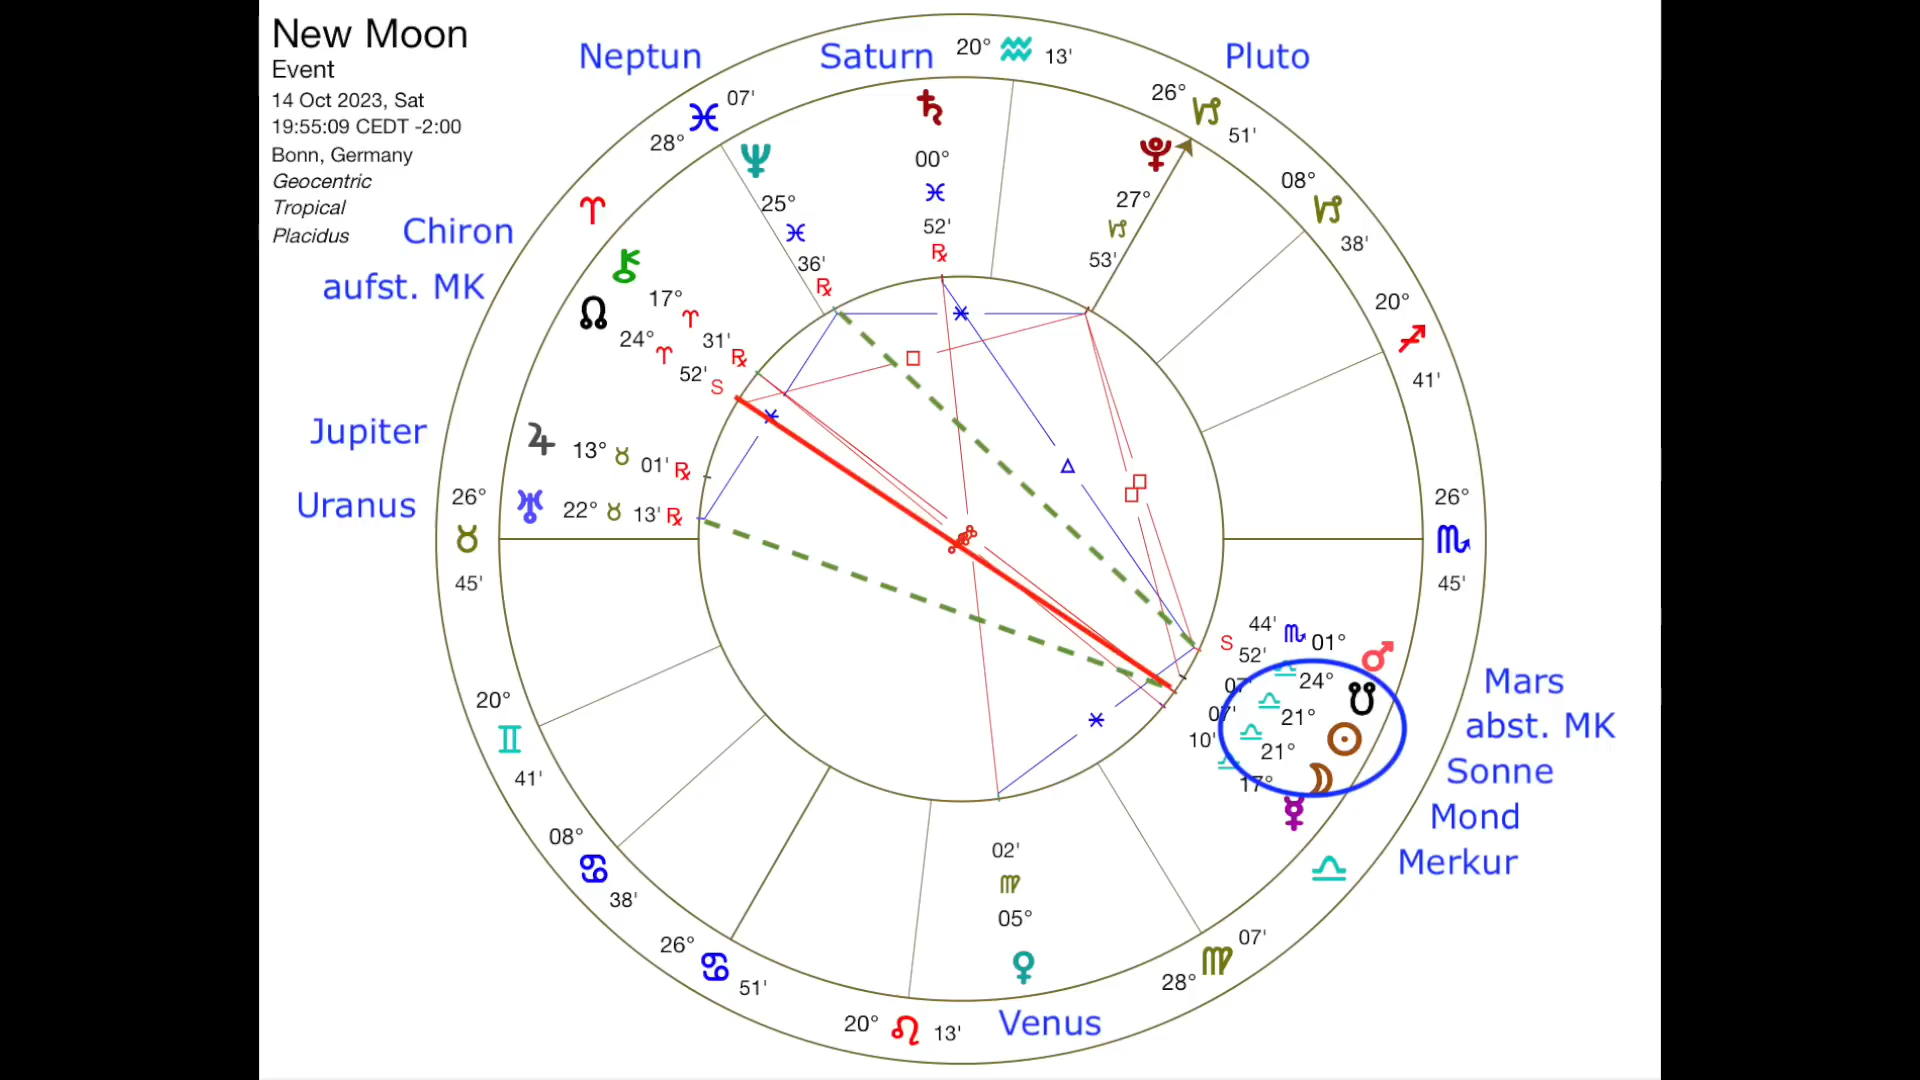 New Moon
Event
14 Oct 2023, Sat
19:55:09 CEDT -2:00
Bonn, Germany
Geocentric
Tropical
Placidus
Neptun
Saturn
20° ♒ 13'
Pluto
26° ♑ 51'
28° ♓ 07'
08° ♑ 38'
20° ♐ 41'
♈
Chiron
aufst. MK
♆ 25° ♓ 36' ℞
♄ 00° ♓ 52' ℞
♇ 27° ♑ 53'
⚷ 17° ♈ 31' ℞
☊ 24° ♈ 52' S
Jupiter
♃ 13° ♉ 01' ℞
Uranus
♅ 22° ♉ 13' ℞
26° ♉ 45'
26° ♏ 45'
S 44' ♏ 01° ♂
52' ♎ 24° ☋
07' ♎ 21° ☉
07' ♎ 21° ☽
10' ♎ 17° ☿
Mars
abst. MK
Sonne
Mond
Merkur
♎
20° ♊ 41'
08° ♋ 38'
26° ♋ 51'
02' ♍ 05° ♀
28° ♍ 07'
20° ♌ 13'
Venus